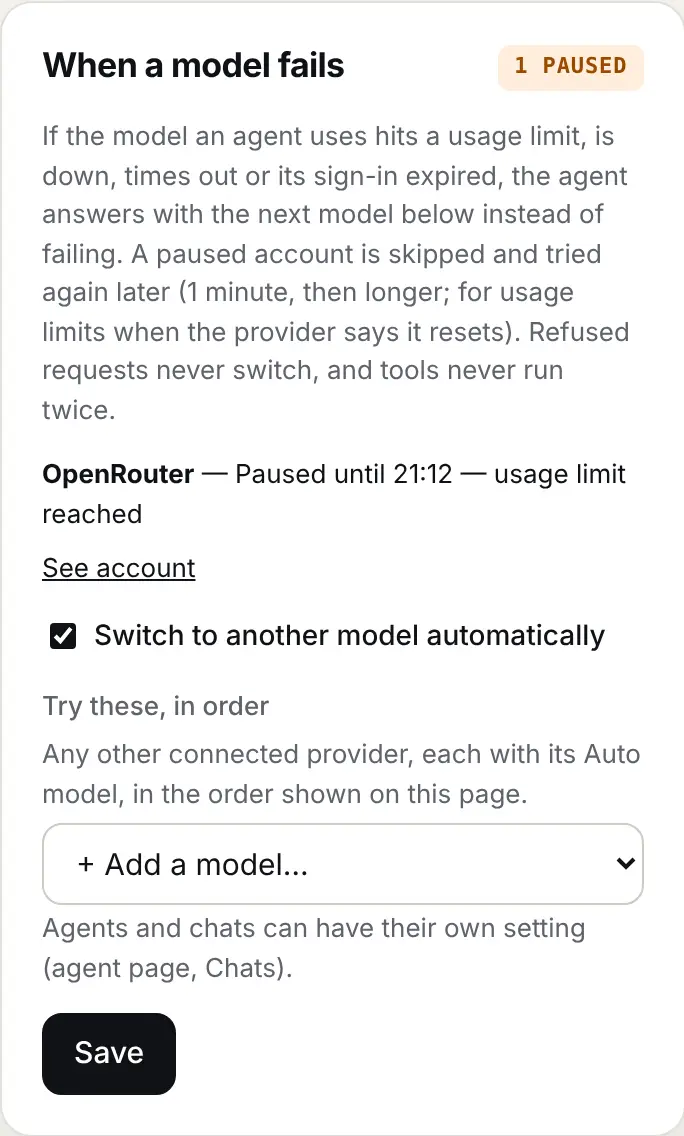 When a model fails
1 PAUSED
If the model an agent uses hits a usage limit, is
down, times out or its sign-in expired, the agent
answers with the next model below instead of
failing. A paused account is skipped and tried
again later (1 minute, then longer; for usage
limits when the provider says it resets). Refused
requests never switch, and tools never run
twice.
OpenRouter — Paused until 21:12 — usage limit
reached
See account
Switch to another model automatically
Try these, in order
Any other connected provider, each with its Auto
model, in the order shown on this page.
+ Add a model...
Agents and chats can have their own setting
(agent page, Chats).
Save